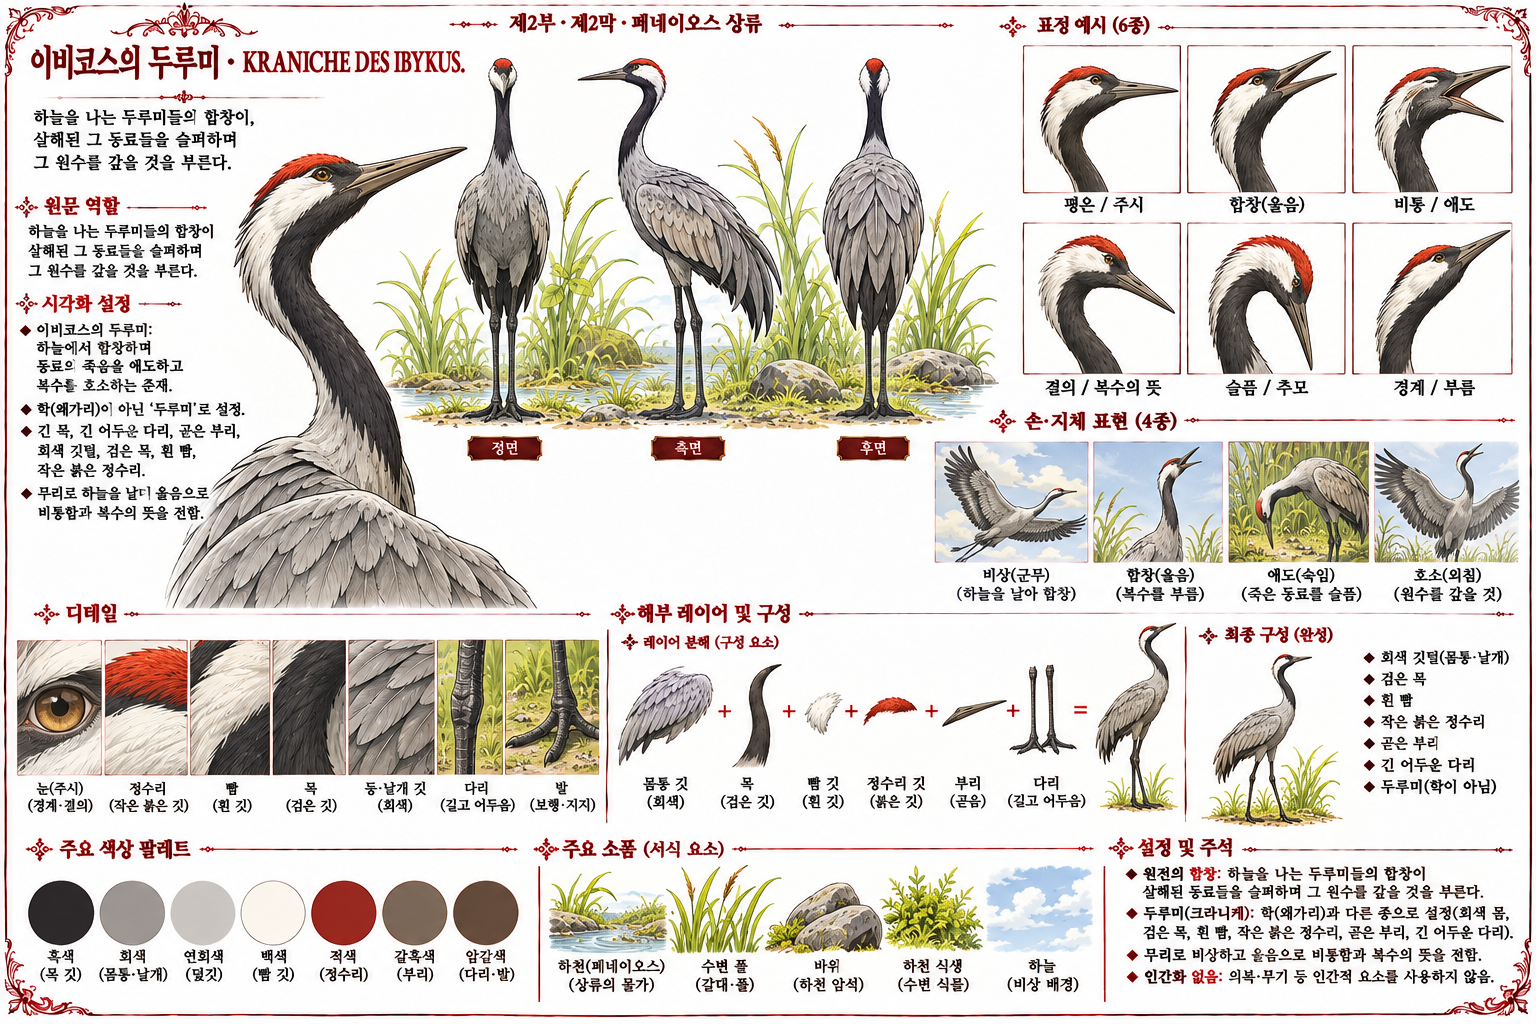 제2부 · 제2막 · 페네이오스 상류
이비코스의 두루미 · KRANICHE DES IBYKUS.
하늘을 나는 두루미들의 합창이,
살해된 그 동료들을 슬퍼하며
그 원수를 갚을 것을 부른다.
원문 역할
하늘을 나는 두루미들의 합창이
살해된 그 동료들을 슬퍼하며
그 원수를 갚을 것을 부른다.
시각화 설정
이비코스의 두루미:
하늘에서 합창하며
동료의 죽음을 애도하고
복수를 호소하는 존재.
학(왜가리)이 아닌 '두루미'로 설정.
긴 목, 긴 어두운 다리, 곧은 부리,
회색 깃털, 검은 목, 흰 뺨,
작은 붉은 정수리.
무리로 하늘을 날며 울음으로
비통함과 복수의 뜻을 전함.
정면
측면
후면
표정 예시 (6종)
평온 / 주시
합창(울음)
비통 / 애도
결의 / 복수의 뜻
슬픔 / 추모
경계 / 부름
손·지체 표현 (4종)
비상(군무)
(하늘을 날아 합창)
합창(울음)
(복수를 부름)
애도(숙임)
(죽은 동료를 슬픔)
호소(외침)
(원수를 갚을 것)
디테일
눈(주시)
(경계·결의)
정수리
(작은 붉은 깃)
뺨
(흰 깃)
목
(검은 깃)
등·날개 깃
(회색)
다리
(길고 어두움)
발
(보행·지지)
해부 레이어 및 구성
레이어 분해 (구성 요소)
+ + + + + =
몸통 깃
(회색)
목
(검은 깃)
뺨 깃
(흰 깃)
정수리 깃
(붉은 깃)
부리
(곧음)
다리
(길고 어두움)
최종 구성 (완성)
회색 깃털(몸통·날개)
검은 목
흰 뺨
작은 붉은 정수리
곧은 부리
긴 어두운 다리
두루미(학이 아님)
주요 색상 팔레트
흑색
(목 깃)
회색
(몸통·날개)
연회색
(덮깃)
백색
(뺨 깃)
적색
(정수리)
갈흑색
(부리)
암갈색
(다리·발)
주요 소품 (서식 요소)
하천(페네이오스)
(상류의 물가)
수변 풀
(갈대·풀)
바위
(하천 암석)
하천 식생
(수변 식물)
하늘
(비상 배경)
설정 및 주석
원전의 합창: 하늘을 나는 두루미들의 합창이
살해된 동료들을 슬퍼하며 그 원수를 갚을 것을 부른다.
두루미(크라니케): 학(왜가리)과 다른 종으로 설정(회색 몸,
검은 목, 흰 뺨, 작은 붉은 정수리, 곧은 부리, 긴 어두운 다리).
무리로 비상하고 울음으로 비통함과 복수의 뜻을 전함.
인간화 없음: 의복·무기 등 인간적 요소를 사용하지 않음.